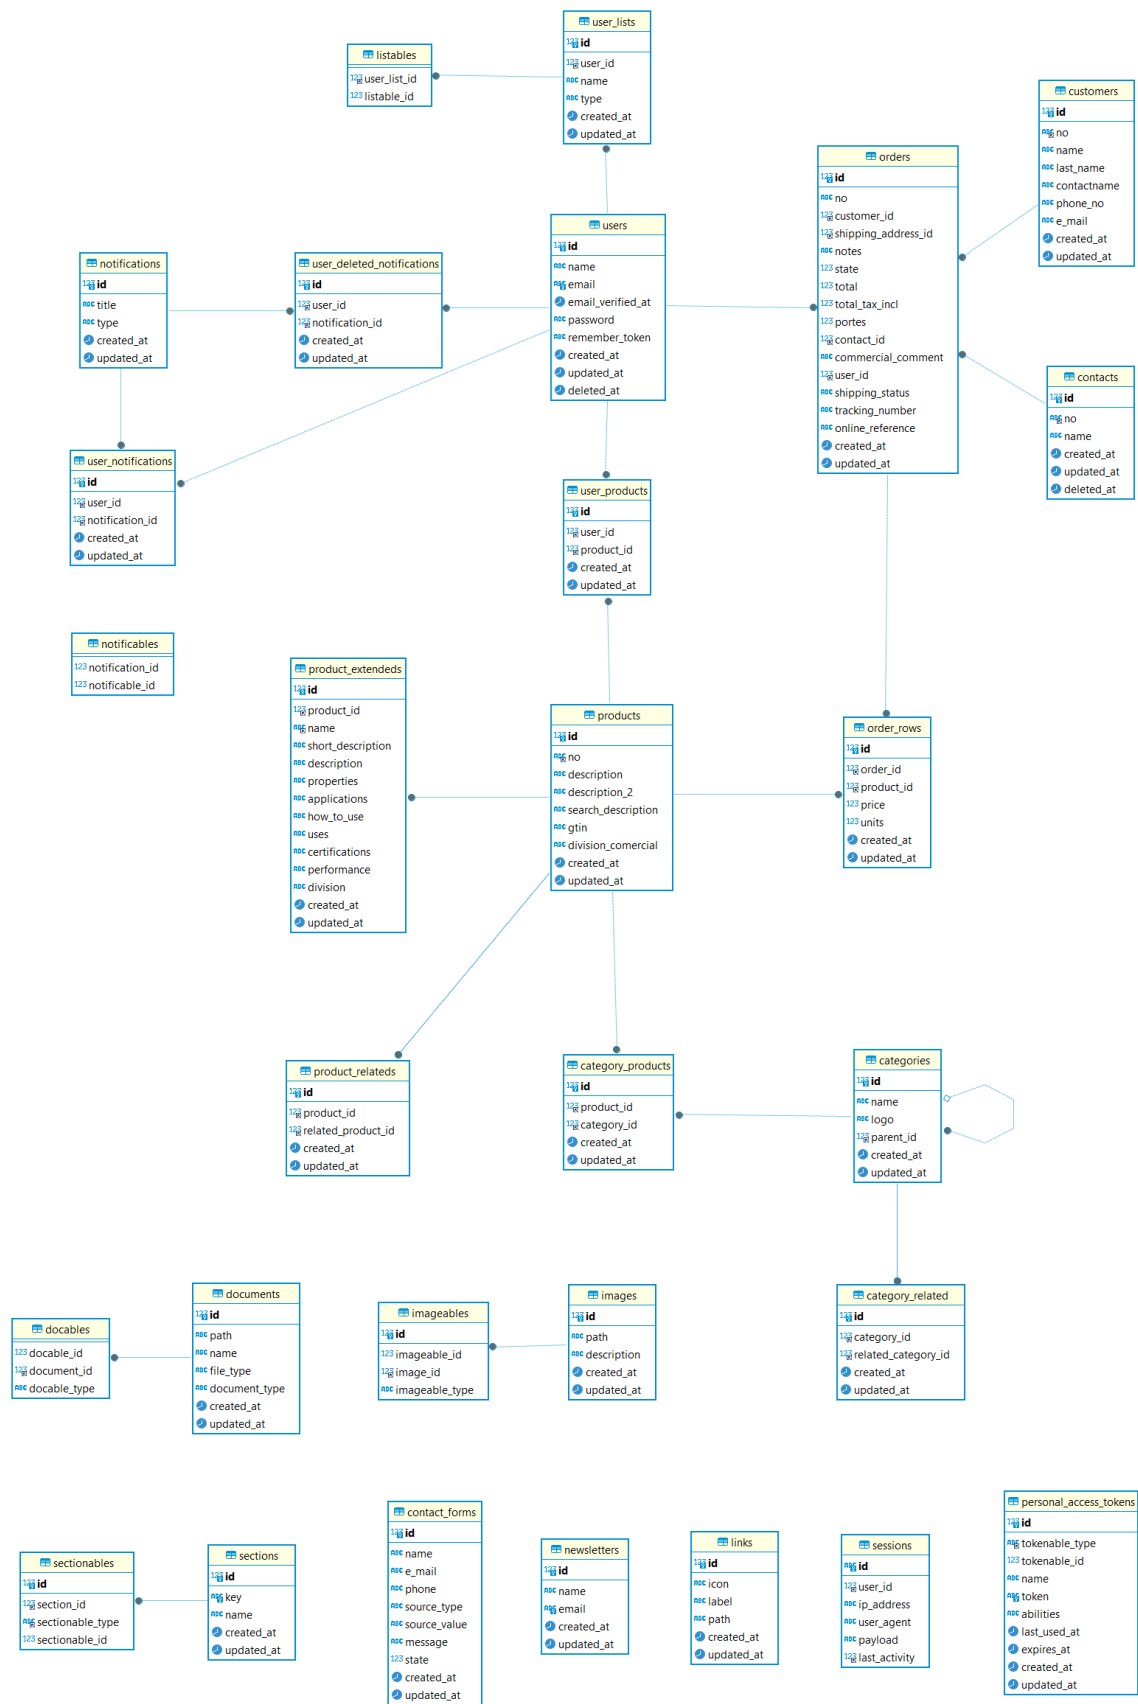 user_lists
id
user_id
name
type
created_at
updated_at
listables
user_list_id
listable_id
customers
id
no
name
last_name
contactname
phone_no
e_mail
created_at
updated_at
orders
id
no
customer_id
shipping_address_id
notes
state
total
total_tax_incl
portes
contact_id
commercial_comment
user_id
shipping_status
tracking_number
online_reference
created_at
updated_at
users
id
name
email
email_verified_at
password
remember_token
created_at
updated_at
deleted_at
notifications
id
title
type
created_at
updated_at
user_deleted_notifications
id
user_id
notification_id
created_at
updated_at
contacts
id
no
name
created_at
updated_at
deleted_at
user_notifications
id
user_id
notification_id
created_at
updated_at
user_products
id
user_id
product_id
created_at
updated_at
notificables
notification_id
notificable_id
product_extendeds
id
product_id
name
short_description
description
properties
applications
how_to_use
uses
certifications
performance
division
created_at
updated_at
products
id
no
description
description_2
search_description
gtin
division_comercial
created_at
updated_at
order_rows
id
order_id
product_id
price
units
created_at
updated_at
product_relateds
id
product_id
related_product_id
created_at
updated_at
category_products
id
product_id
category_id
created_at
updated_at
categories
id
name
logo
parent_id
created_at
updated_at
docables
docable_id
document_id
docable_type
documents
id
path
name
file_type
document_type
created_at
updated_at
imageables
id
imageable_id
image_id
imageable_type
images
id
path
description
created_at
updated_at
category_related
id
category_id
related_category_id
created_at
updated_at
sectionables
id
section_id
sectionable_type
sectionable_id
sections
id
key
name
created_at
updated_at
contact_forms
id
name
e_mail
phone
source_type
source_value
message
state
created_at
updated_at
newsletters
id
name
email
created_at
updated_at
links
id
icon
label
path
created_at
updated_at
sessions
id
user_id
ip_address
user_agent
payload
last_activity
personal_access_tokens
id
tokenable_type
tokenable_id
name
token
abilities
last_used_at
expires_at
created_at
updated_at